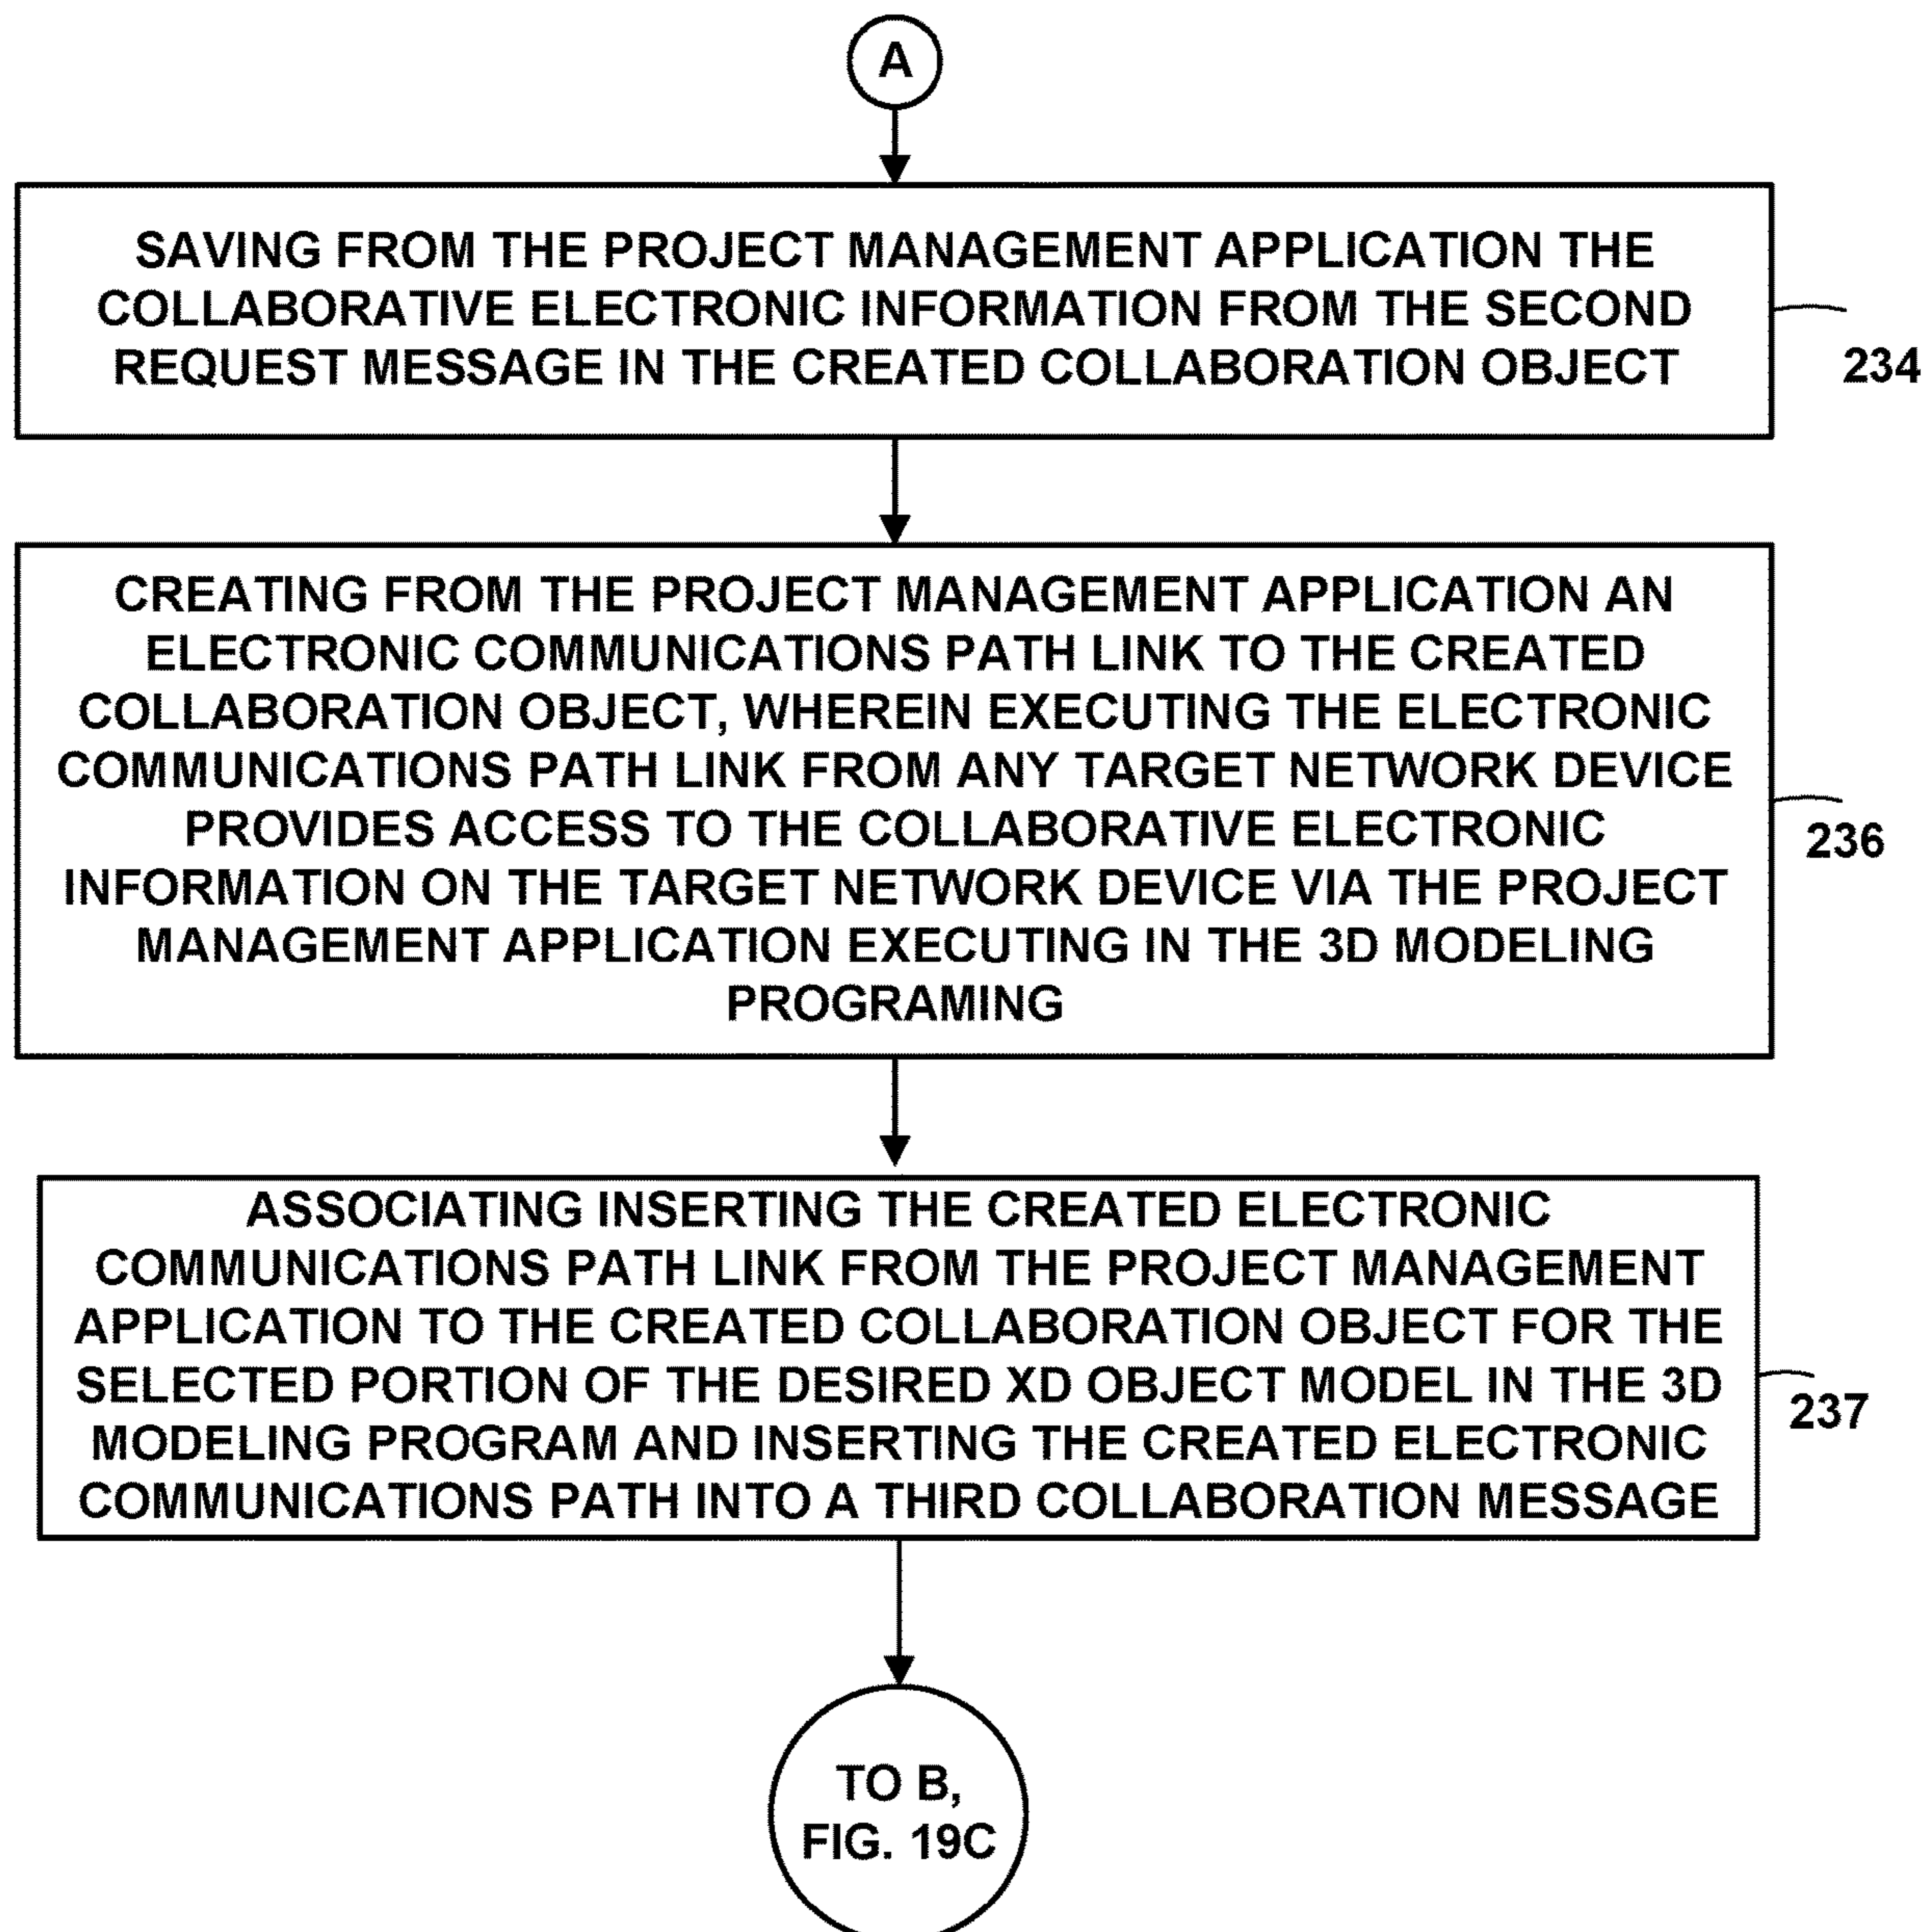 A
SAVING FROM THE PROJECT MANAGEMENT APPLICATION THE
COLLABORATIVE ELECTRONIC INFORMATION FROM THE SECOND
REQUEST MESSAGE IN THE CREATED COLLABORATION OBJECT
234
CREATING FROM THE PROJECT MANAGEMENT APPLICATION AN
ELECTRONIC COMMUNICATIONS PATH LINK TO THE CREATED
COLLABORATION OBJECT, WHEREIN EXECUTING THE ELECTRONIC
COMMUNICATIONS PATH LINK FROM ANY TARGET NETWORK DEVICE
PROVIDES ACCESS TO THE COLLABORATIVE ELECTRONIC
INFORMATION ON THE TARGET NETWORK DEVICE VIA THE PROJECT
MANAGEMENT APPLICATION EXECUTING IN THE 3D MODELING
PROGRAMING
236
ASSOCIATING INSERTING THE CREATED ELECTRONIC
COMMUNICATIONS PATH LINK FROM THE PROJECT MANAGEMENT
APPLICATION TO THE CREATED COLLABORATION OBJECT FOR THE
SELECTED PORTION OF THE DESIRED XD OBJECT MODEL IN THE 3D
MODELING PROGRAM AND INSERTING THE CREATED ELECTRONIC
COMMUNICATIONS PATH INTO A THIRD COLLABORATION MESSAGE
237
TO B,
FIG. 19C